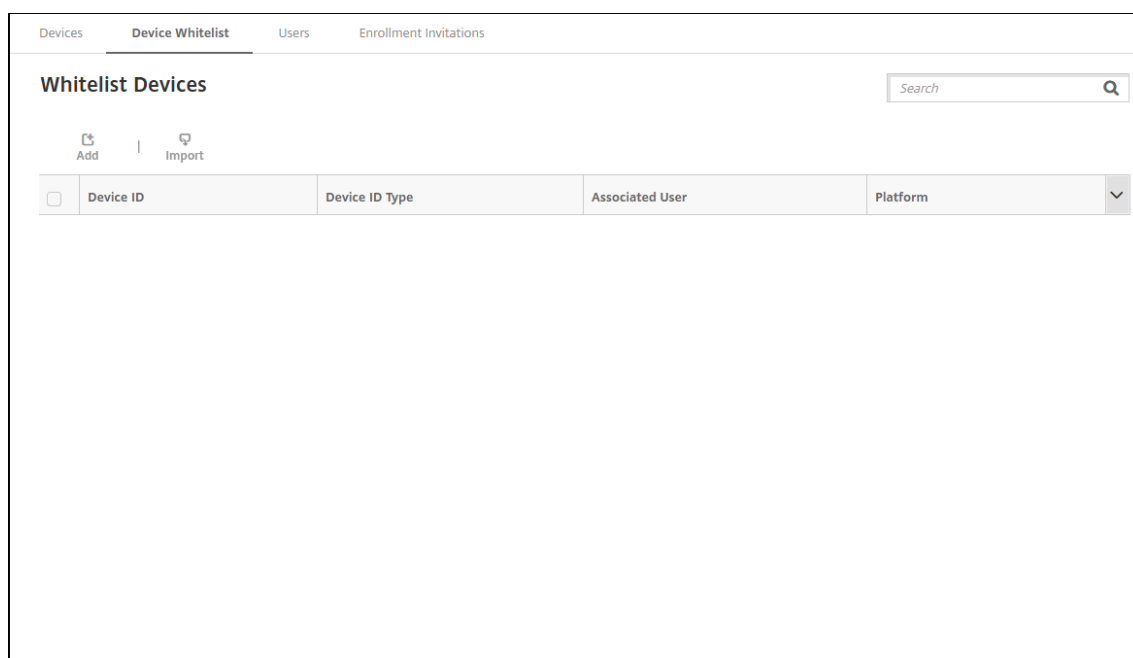 Devices Device Whitelist Users Enrollment Invitations
Whitelist Devices
Search
Add | Import
Device ID Device ID Type Associated User Platform